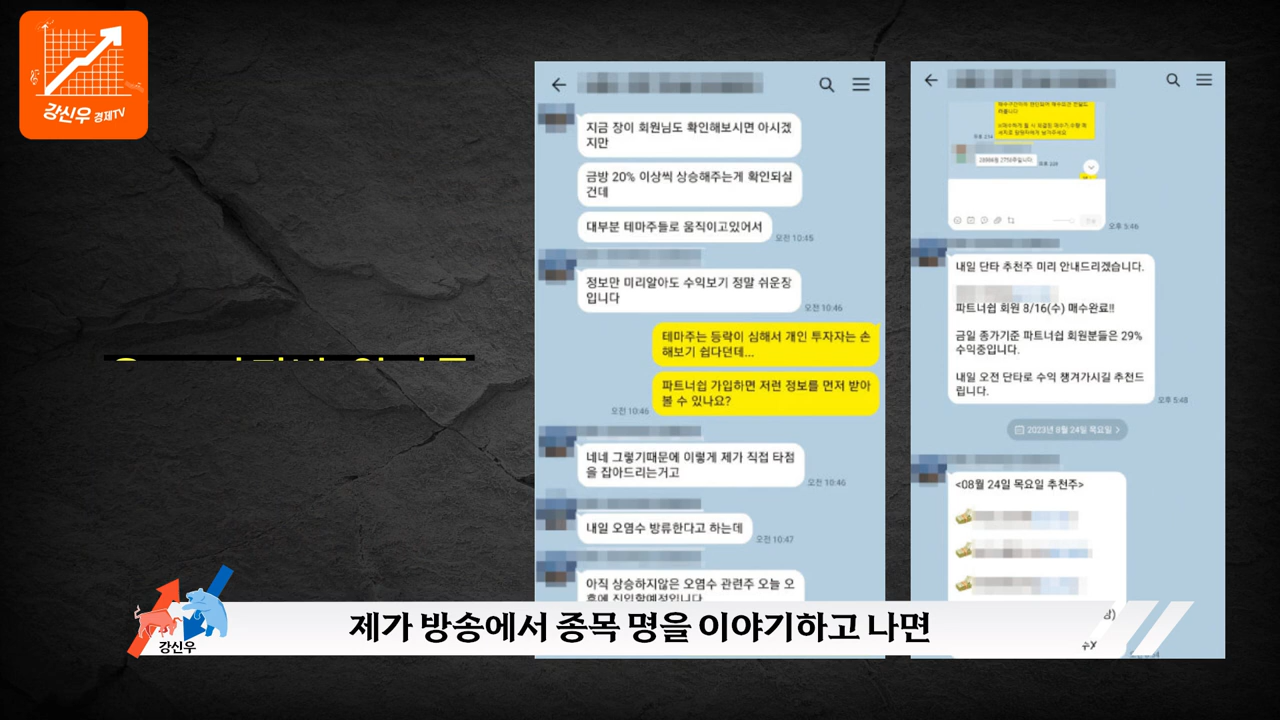 강신우 경제TV
지금 장이 회원님도 확인해보시면 아시겠
지만
금방 20% 이상씩 상승해주는게 확인되실
건데
대부분 테마주들로 움직이고있어서
오전 10:45
정보만 미리알아도 수익보기 정말 쉬운장
입니다
오전 10:46
테마주는 등락이 심해서 개인 투자자는 손
해보기 쉽다던데...
파트너쉽 가입하면 저런 정보를 먼저 받아
볼 수 있나요?
오전 10:46
네네 그렇기때문에 이렇게 제가 직접 타점
을 잡아드리는거고
오전 10:46
내일 오염수 방류한다고 하는데
오전 10:47
아직 상승하지않은 오염수 관련주 오늘 오
후에 진입할예정입니다
오후 5:46
내일 단타 추천주 미리 안내드리겠습니다.
파트너쉽 회원 8/16(수) 매수완료!!
금일 종가기준 파트너쉽 회원분들은 29%
수익중입니다.
내일 오전 단타로 수익 챙겨가시길 추천드
립니다.
오후 5:48
2023년 8월 24일 목요일
<08월 24일 목요일 추천주>
강신우
제가 방송에서 종목 명을 이야기하고 나면